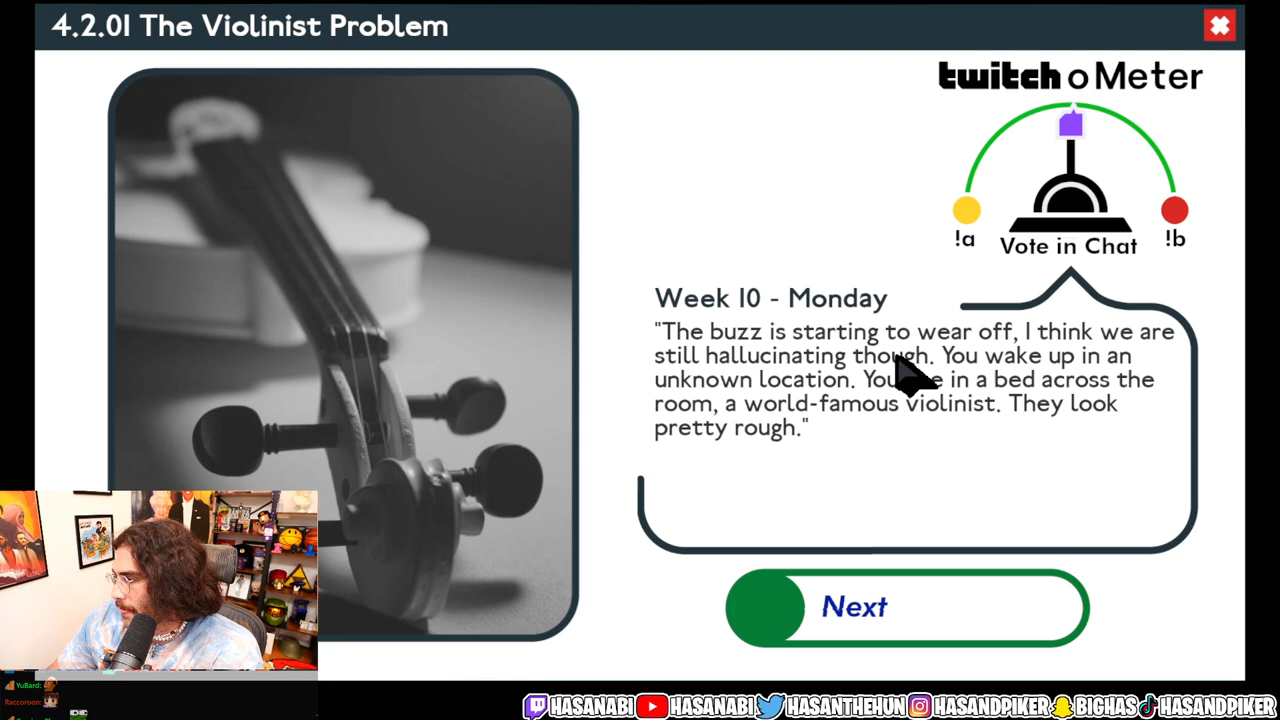 4.2.01 The Violinist Problem
twitch o Meter
!a
Vote in Chat
!b
Week 10 - Monday
"The buzz is starting to wear off, I think we are
still hallucinating though. You wake up in an
unknown location. in a bed across the
room, a world-famous violinist. They look
pretty rough."
Next
YuBard:
Raccoroon:
HASANABI
HASANABI
HASANTHEHUN
HASANDPIKER
BIGHAS
HASANDPIKER